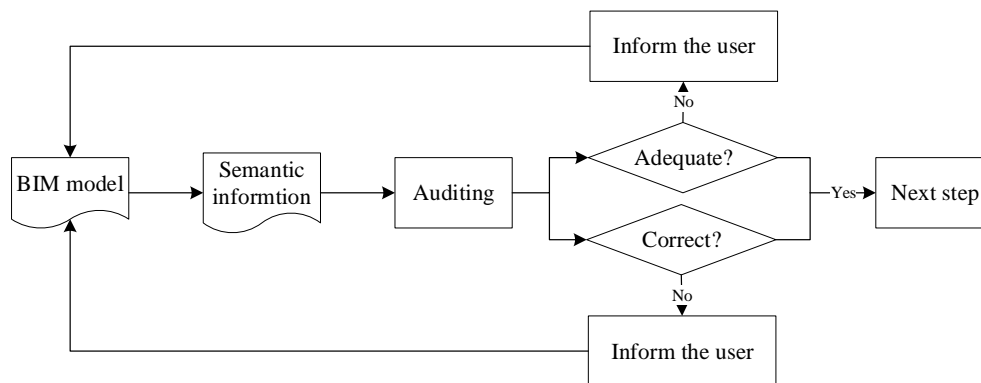 Inform the user
No
Adequate?
BIM model
Semantic
informtion
Auditing
Yes
Next step
Correct?
No
Inform the user